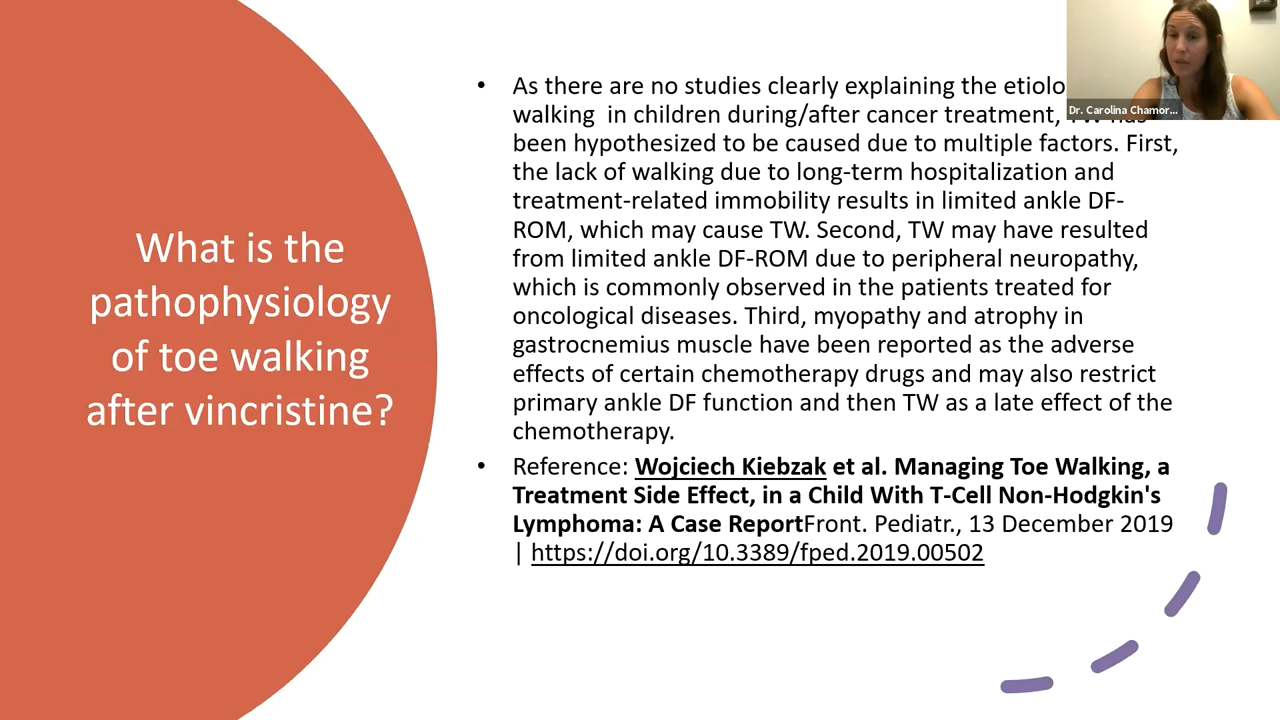 What is the
pathophysiology
of toe walking
after vincristine?
• As there are no studies clearly explaining the etiolo
walking in children during/after cancer treatment, TW has
been hypothesized to be caused due to multiple factors. First,
the lack of walking due to long-term hospitalization and
treatment-related immobility results in limited ankle DF-
ROM, which may cause TW. Second, TW may have resulted
from limited ankle DF-ROM due to peripheral neuropathy,
which is commonly observed in the patients treated for
oncological diseases. Third, myopathy and atrophy in
gastrocnemius muscle have been reported as the adverse
effects of certain chemotherapy drugs and may also restrict
primary ankle DF function and then TW as a late effect of the
chemotherapy.
• Reference: Wojciech Kiebzak et al. Managing Toe Walking, a
Treatment Side Effect, in a Child With T-Cell Non-Hodgkin's
Lymphoma: A Case ReportFront. Pediatr., 13 December 2019
| https://doi.org/10.3389/fped.2019.00502
Dr. Carolina Chamor...